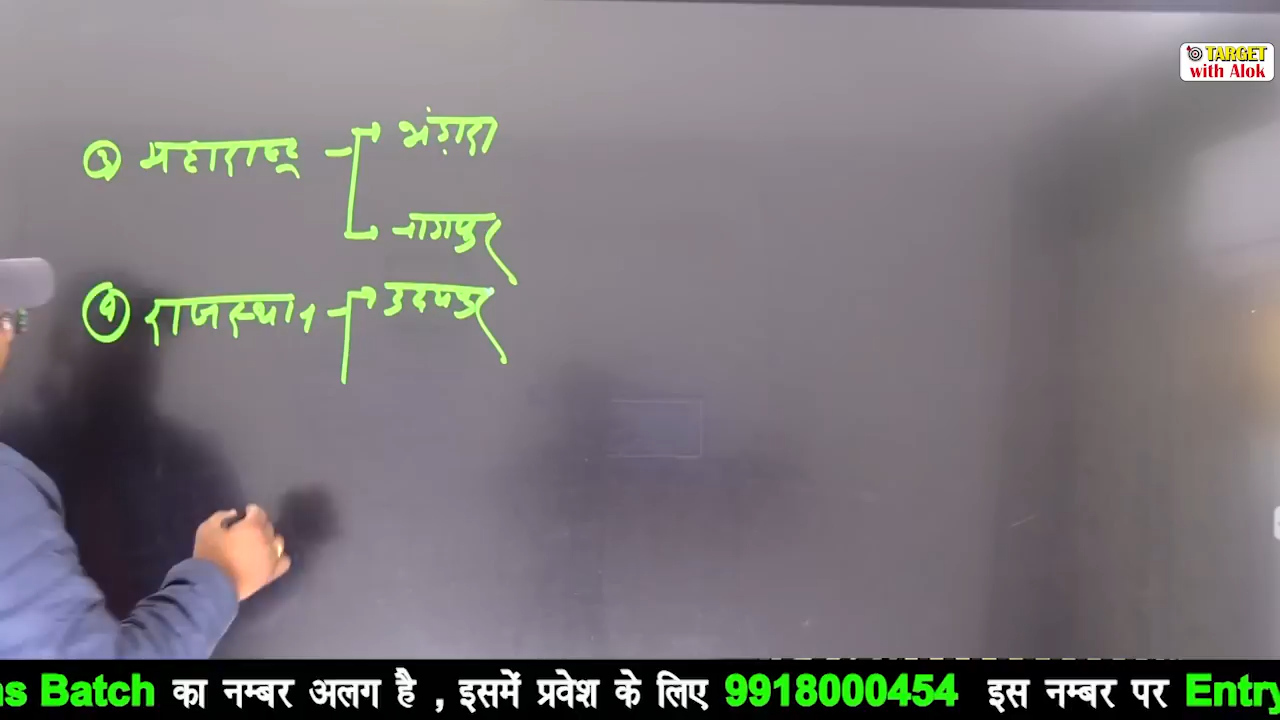 TARGET
with Alok
③ महाराष्ट्र भंडारा
नागपुर
④ राजस्थान उदयपुर
ns Batch का नम्बर अलग है , इसमें प्रवेश के लिए 9918000454 इस नम्बर पर Entry